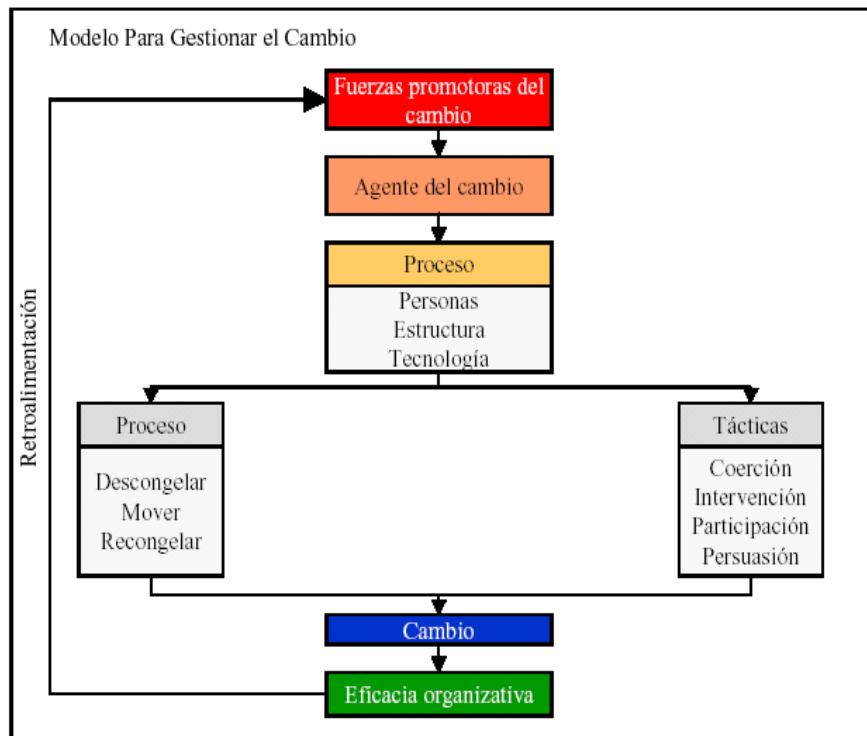 Modelo Para Gestionar el Cambio
Fuerzas promotoras del
cambio
Agente del cambio
Proceso
Personas
Estructura
Tecnología
Retroalimentación
Proceso
Descongelar
Mover
Recongelar
Tácticas
Coerción
Intervención
Participación
Persuasión
Cambio
Eficacia organizativa